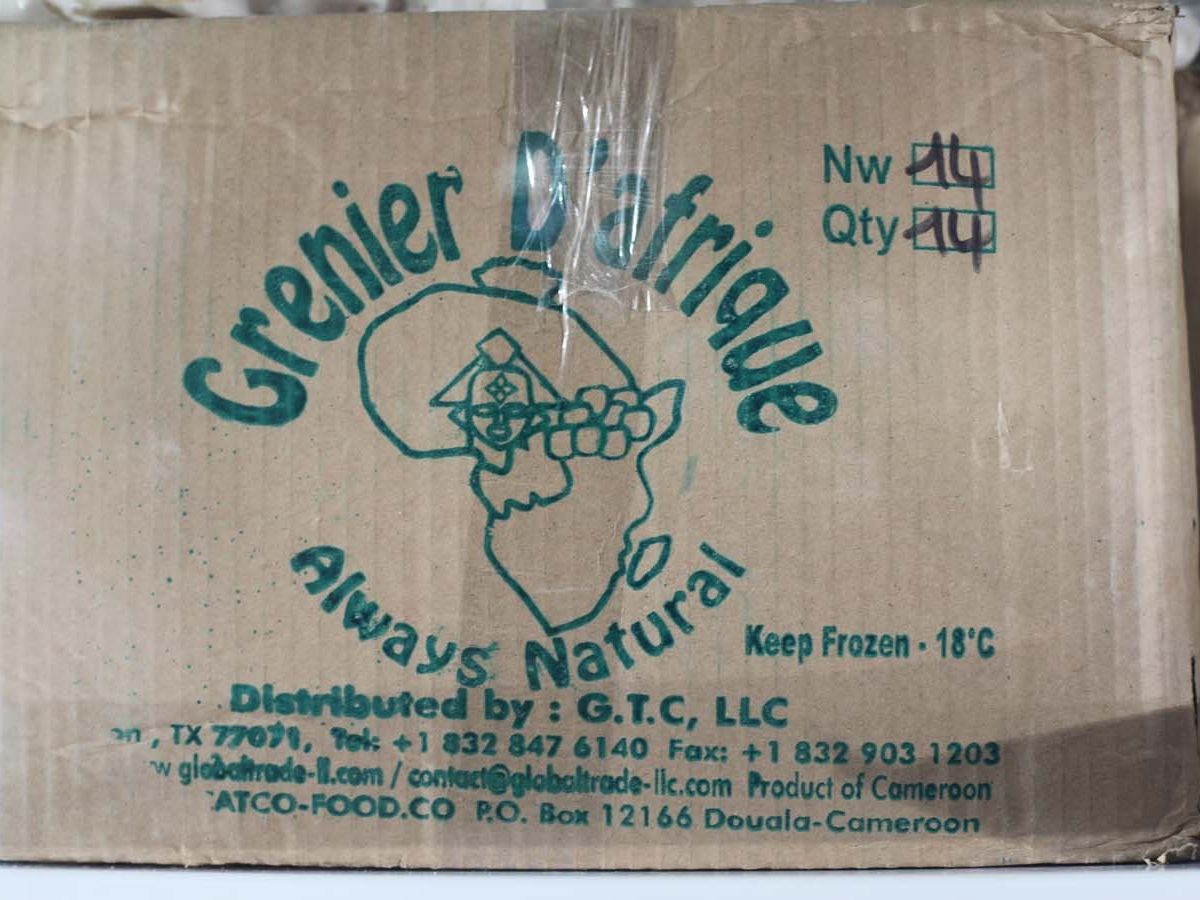 Grenier D'afrique
Nw 14
Qty 14
Always Natural
Keep Frozen - 18°C
Distributed by : G.T.C, LLC
, TX 77071, Tel: +1 832 847 6140 Fax: +1 832 903 1203
globaltrade-ll.com / contact@globaltrade-llc.com Product of Cameroon
ATCO-FOOD.CO P.O. Box 12166 Douala-Cameroon